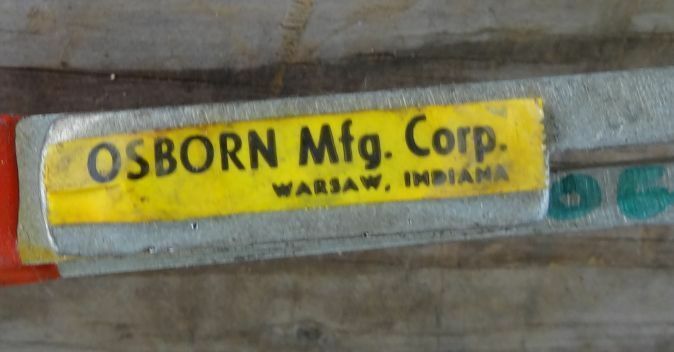 OSBORN Mfg. Corp.
WARSAW, INDIANA